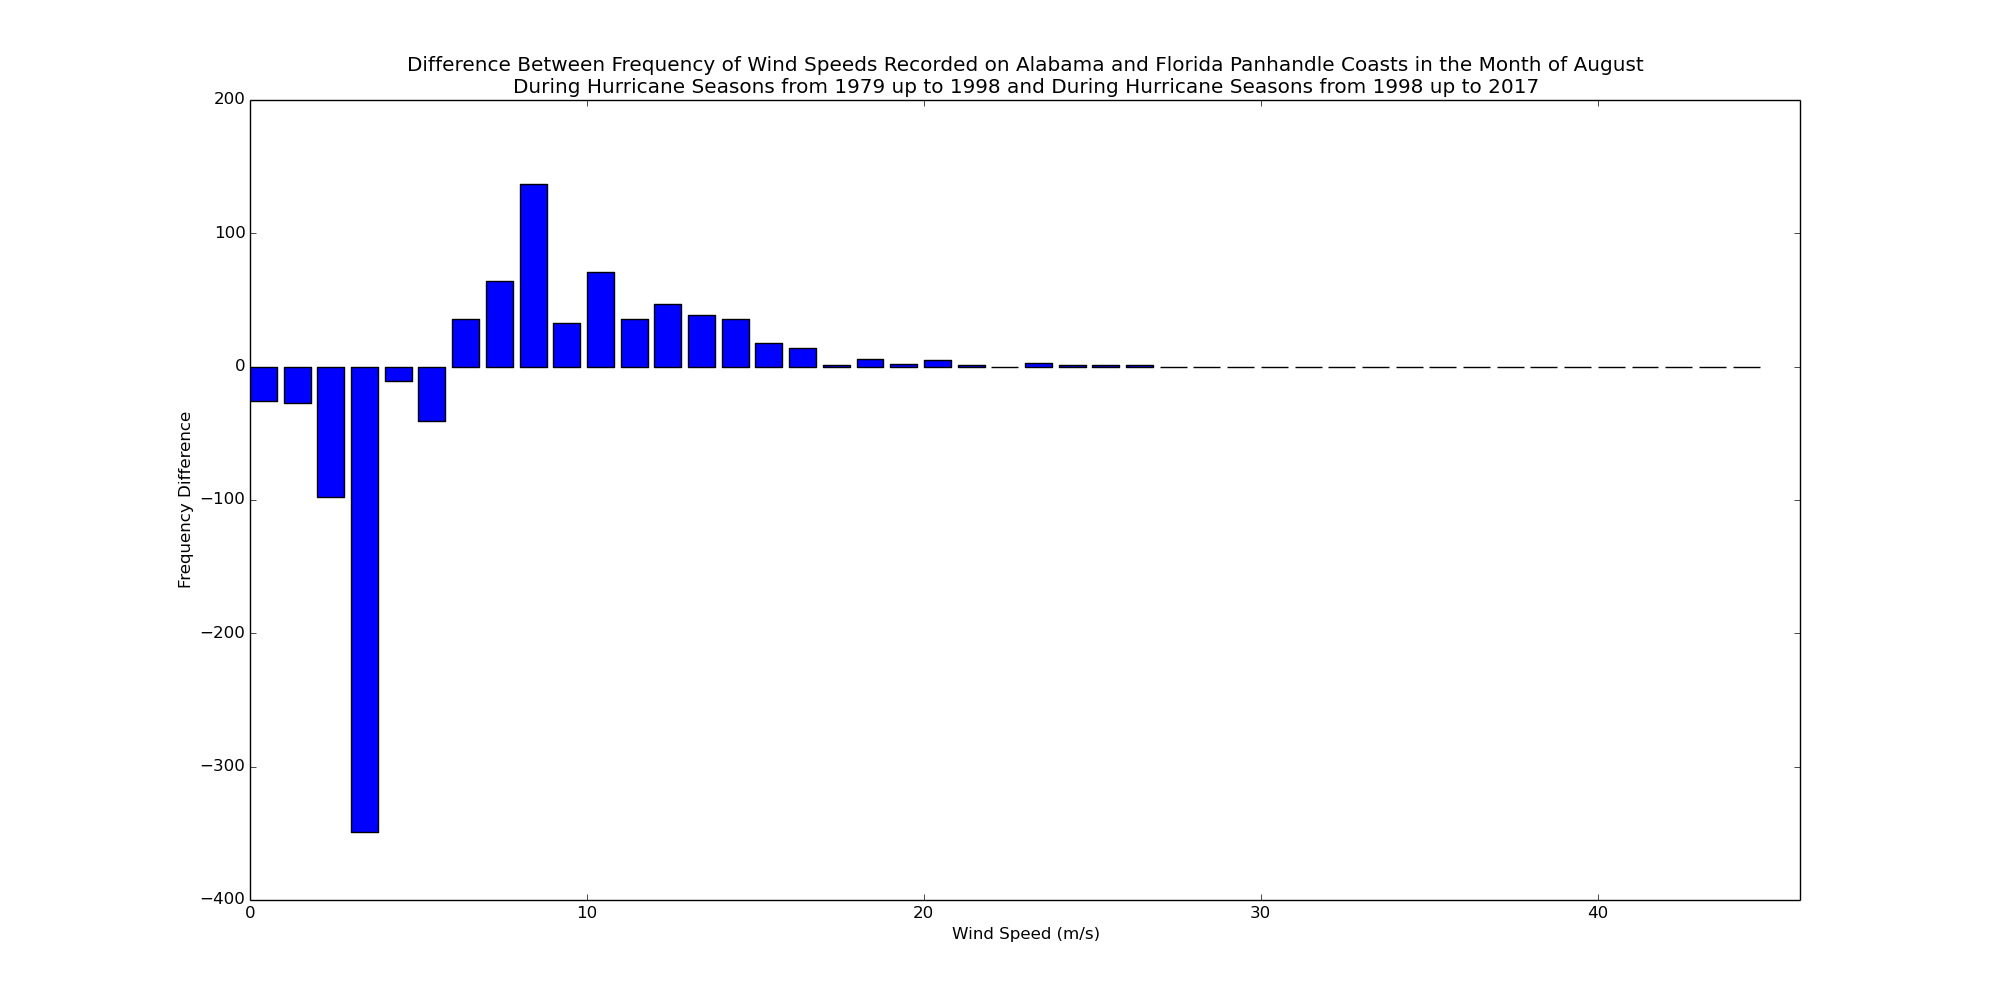 Difference Between Frequency of Wind Speeds Recorded on Alabama and Florida Panhandle Coasts in the Month of August
During Hurricane Seasons from 1979 up to 1998 and During Hurricane Seasons from 1998 up to 2017
200
100
0
−100
−200
−300
−400
Frequency Difference
0 10 20 30 40
Wind Speed (m/s)